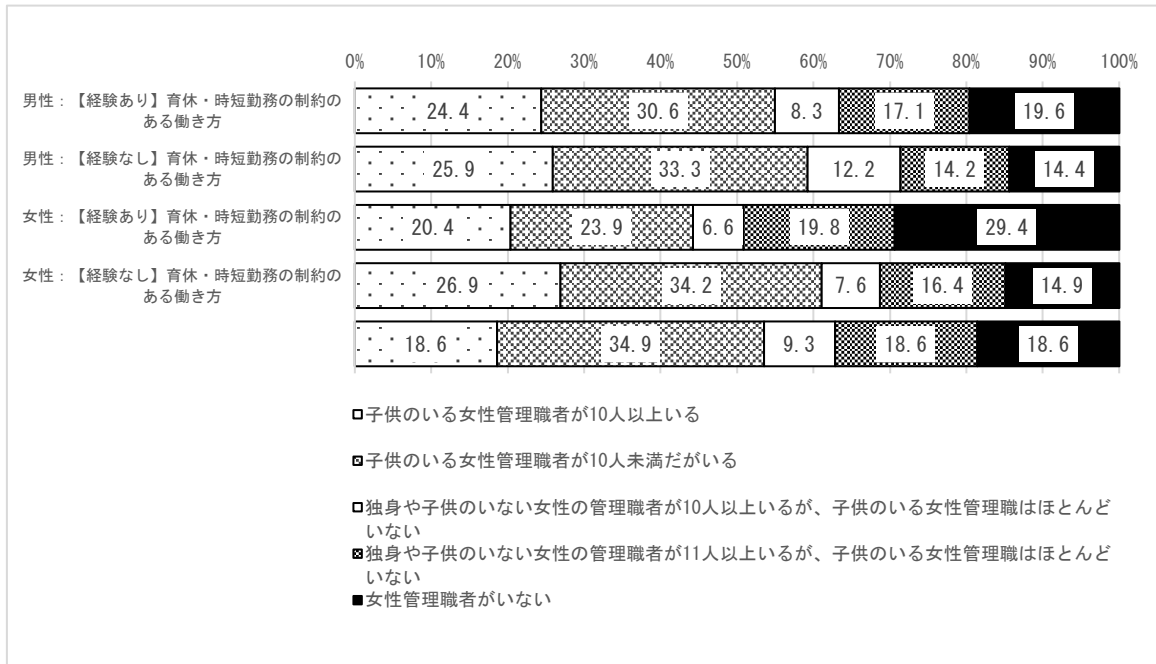 0% 10% 20% 30% 40% 50% 60% 70% 80% 90% 100%
男性：【経験あり】育休・時短勤務の制約の
ある働き方
24.4 30.6 8.3 17.1 19.6
男性：【経験なし】育休・時短勤務の制約の
ある働き方
25.9 33.3 12.2 14.2 14.4
女性：【経験あり】育休・時短勤務の制約の
ある働き方
20.4 23.9 6.6 19.8 29.4
女性：【経験なし】育休・時短勤務の制約の
ある働き方
26.9 34.2 7.6 16.4 14.9
18.6 34.9 9.3 18.6 18.6
子供のいる女性管理職者が10人以上いる
子供のいる女性管理職者が10人未満だがいる
独身や子供のいない女性の管理職者が10人以上いるが、子供のいる女性管理職はほとんど
いない
独身や子供のいない女性の管理職者が11人以上いるが、子供のいる女性管理職はほとんど
いない
女性管理職者がいない